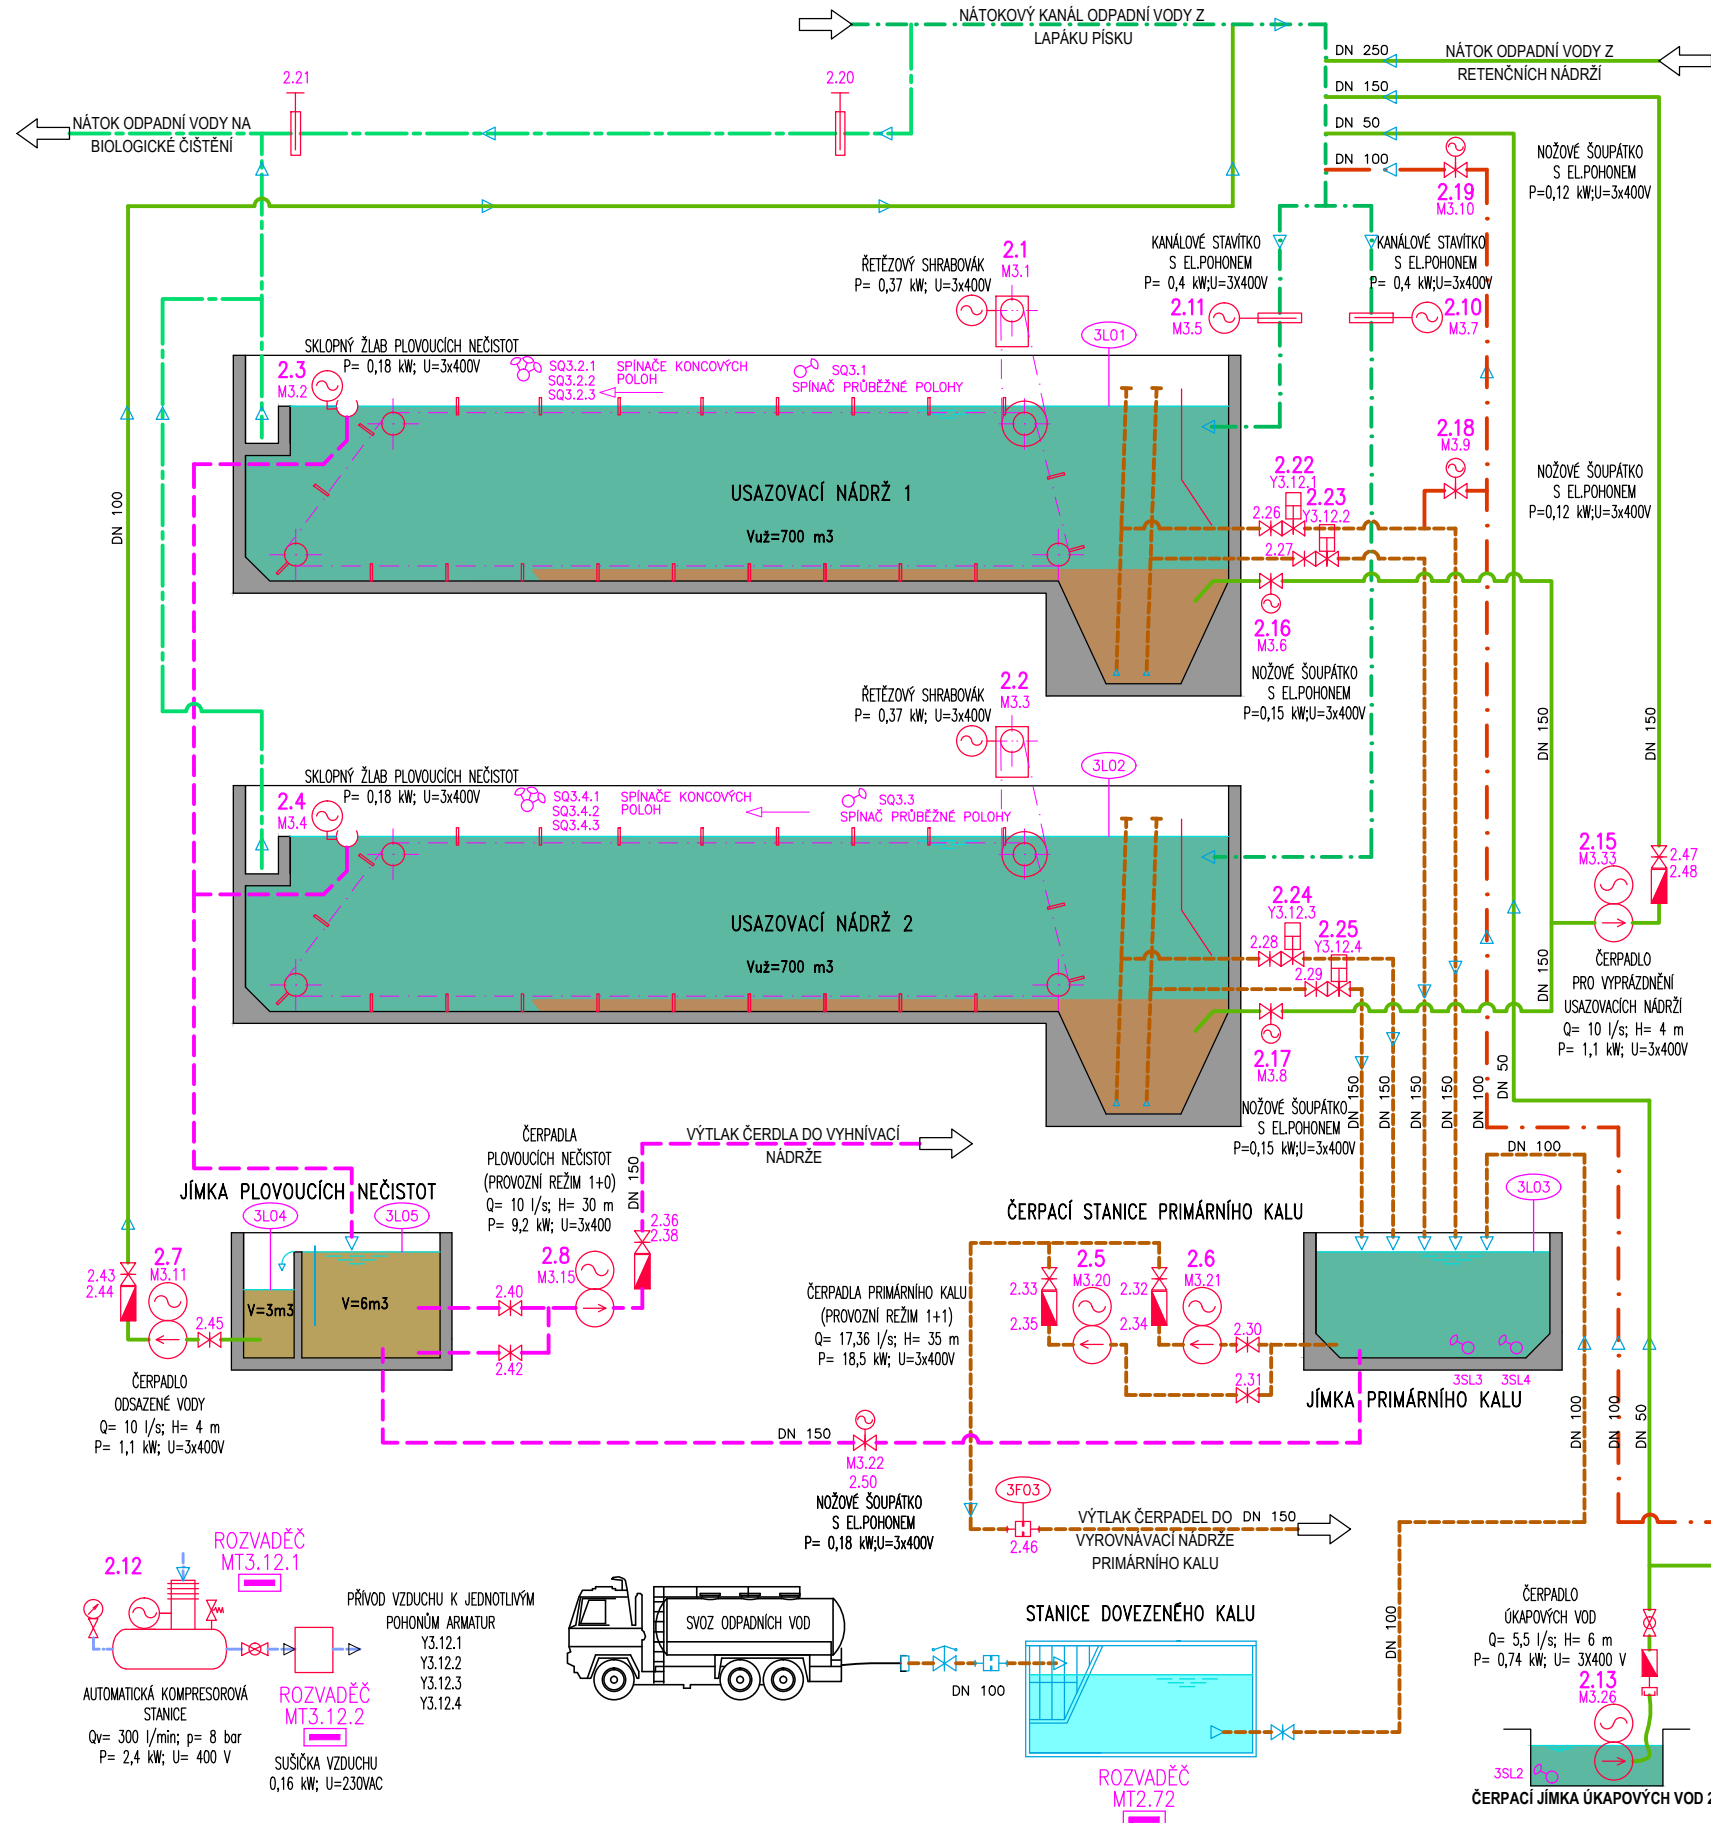 NÁTOKOVÝ KANÁL ODPADNÍ VODY Z
LAPÁKU PÍSKU
DN 250
NÁTOK ODPADNÍ VODY Z
RETENČNÍCH NÁDRŽÍ
DN 150
DN 50
DN 100
2.21
2.20
NÁTOK ODPADNÍ VODY NA
BIOLOGICKÉ ČIŠTĚNÍ
2.19
M3.10
NOŽOVÉ ŠOUPÁTKO
S EL.POHONEM
P=0,12 kW;U=3x400V
KANÁLOVÉ STAVÍTKO
S EL.POHONEM
P= 0,4 kW;U=3X400V
2.11
M3.5
KANÁLOVÉ STAVÍTKO
S EL.POHONEM
P= 0,4 kW;U=3x400V
2.10
M3.7
ŘETĚZOVÝ SHRABOVÁK
P= 0,37 kW; U=3x400V
2.1
M3.1
3L01
SKLOPNÝ ŽLAB PLOVOUCÍCH NEČISTOT
P= 0,18 kW; U=3x400V
2.3
M3.2
SQ3.2.1
SQ3.2.2
SQ3.2.3
SPÍNAČE KONCOVÝCH
POLOH
SQ3.1
SPÍNAČ PRŮBĚŽNÉ POLOHY
USAZOVACÍ NÁDRŽ 1
Vuž=700 m3
DN 100
2.18
M3.9
NOŽOVÉ ŠOUPÁTKO
S EL.POHONEM
P=0,12 kW;U=3x400V
2.22
Y3.12.1
2.23
Y3.12.2
2.26
2.27
2.16
M3.6
NOŽOVÉ ŠOUPÁTKO
S EL.POHONEM
P=0,15 kW;U=3x400V
DN 150
DN 150
ŘETĚZOVÝ SHRABOVÁK
P= 0,37 kW; U=3x400V
2.2
M3.3
3L02
SKLOPNÝ ŽLAB PLOVOUCÍCH NEČISTOT
P= 0,18 kW; U=3x400V
2.4
M3.4
SQ3.4.1
SQ3.4.2
SQ3.4.3
SPÍNAČE KONCOVÝCH
POLOH
SQ3.3
SPÍNAČ PRŮBĚŽNÉ POLOHY
USAZOVACÍ NÁDRŽ 2
Vuž=700 m3
2.24
Y3.12.3
2.25
Y3.12.4
2.28
2.29
2.17
M3.8
NOŽOVÉ ŠOUPÁTKO
S EL.POHONEM
P=0,15 kW;U=3x400V
2.15
M3.33
2.47
2.48
ČERPADLO
PRO VYPRÁZDNĚNÍ
USAZOVACÍCH NÁDRŽÍ
Q= 10 l/s; H= 4 m
P= 1,1 kW; U=3x400V
DN 150
DN 150
DN 150
DN 150
DN 150
DN 100
DN 50
DN 100
ČERPADLA
PLOVOUCÍCH NEČISTOT
(PROVOZNÍ REŽIM 1+0)
Q= 10 l/s; H= 30 m
P= 9,2 kW; U=3x400
DN 150
VÝTLAK ČERDLA DO VYHNÍVACÍ
NÁDRŽE
JÍMKA PLOVOUCÍCH NEČISTOT
3L04
3L05
V=3m3
V=6m3
2.7
M3.11
2.43
2.44
2.45
2.8
M3.15
2.36
2.38
2.40
2.42
ČERPADLO
ODSAZENÉ VODY
Q= 10 l/s; H= 4 m
P= 1,1 kW; U=3x400V
ČERPACÍ STANICE PRIMÁRNÍHO KALU
3L03
2.5
M3.20
2.6
M3.21
2.33
2.35
2.32
2.34
2.30
2.31
ČERPADLA PRIMÁRNÍHO KALU
(PROVOZNÍ REŽIM 1+1)
Q= 17,36 l/s; H= 35 m
P= 18,5 kW; U=3x400V
3SL3
3SL4
JÍMKA PRIMÁRNÍHO KALU
DN 150
M3.22
2.50
NOŽOVÉ ŠOUPÁTKO
S EL.POHONEM
P= 0,18 kW;U=3x400V
DN 100
DN 100
DN 50
3F03
2.46
VÝTLAK ČERPADEL DO
VYROVNÁVACÍ NÁDRŽE
PRIMÁRNÍHO KALU
DN 150
2.12
ROZVADĚČ
MT3.12.1
PŘÍVOD VZDUCHU K JEDNOTLIVÝM
POHONŮM ARMATUR
Y3.12.1
Y3.12.2
Y3.12.3
Y3.12.4
AUTOMATICKÁ KOMPRESOROVÁ
STANICE
Qv= 300 l/min; p= 8 bar
P= 2,4 kW; U= 400 V
ROZVADĚČ
MT3.12.2
SUŠIČKA VZDUCHU
0,16 kW; U=230VAC
SVOZ ODPADNÍCH VOD
DN 100
STANICE DOVEZENÉHO KALU
DN 100
ROZVADĚČ
MT2.72
ČERPADLO
ÚKAPOVÝCH VOD
Q= 5,5 l/s; H= 6 m
P= 0,74 kW; U= 3X400 V
2.13
M3.26
3SL2
ČERPACÍ JÍMKA ÚKAPOVÝCH VOD 2